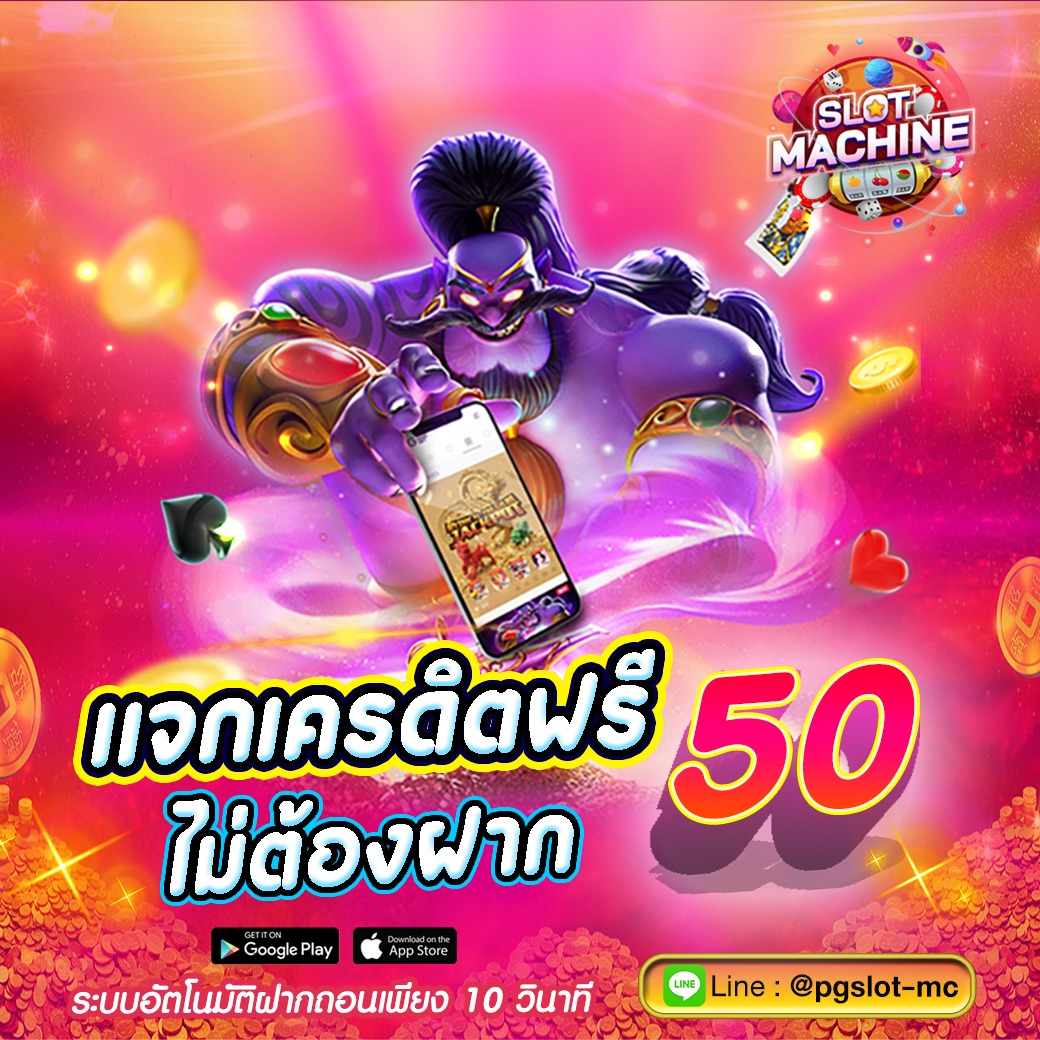 SLOT
MACHINE
JACKPOT
แจกเครดิตฟรี 50
ไม่ต้องฝาก
GET IT ON
Google Play
Download on the
App Store
ระบบอัตโนมัติฝากถอนเพียง 10 วินาที
LINE
Line : @pgslot-mc